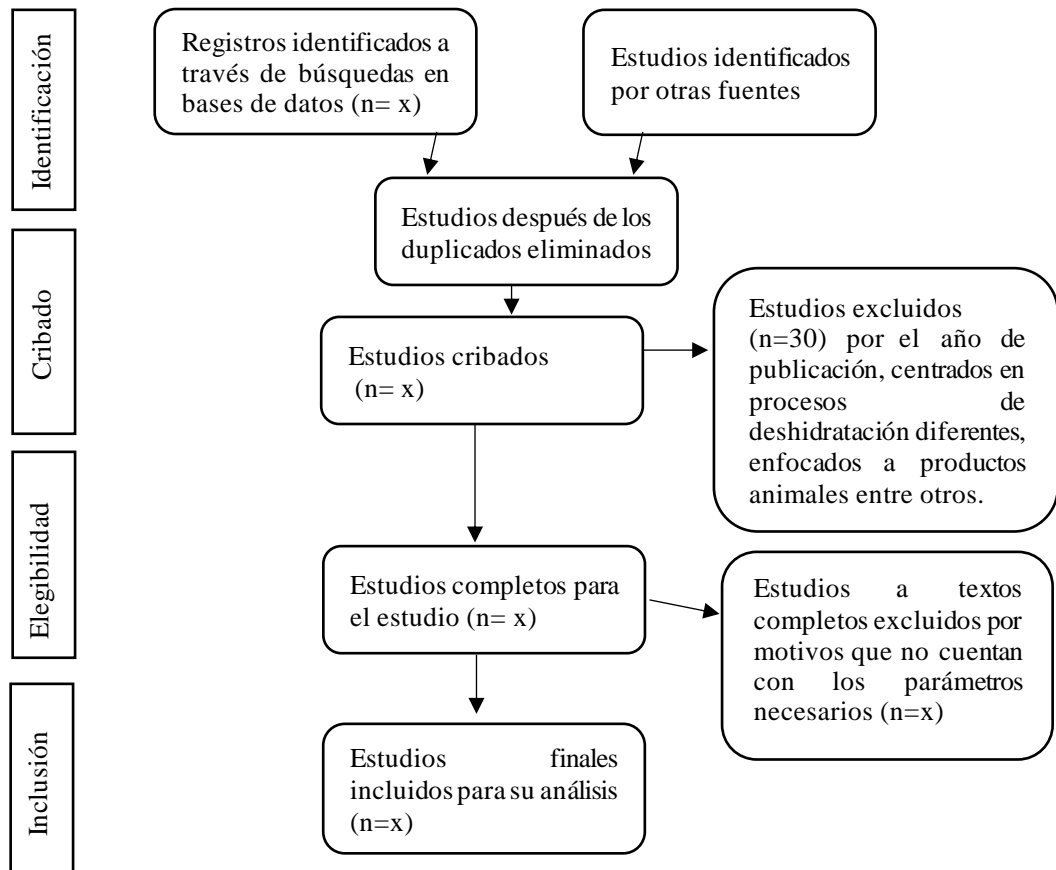 Identificación
Registros identificados a
través de búsquedas en
bases de datos (n= x)
Estudios identificados
por otras fuentes
Estudios después de los
duplicados eliminados
Cribado
Estudios cribados
(n= x)
Estudios excluidos
(n=30) por el año de
publicación, centrados en
procesos de
deshidratación diferentes,
enfocados a productos
animales entre otros.
Elegibilidad
Estudios completos para
el estudio (n= x)
Estudios a textos
completos excluidos por
motivos que no cuentan
con los parámetros
necesarios (n=x)
Inclusión
Estudios finales
incluidos para su análisis
(n=x)